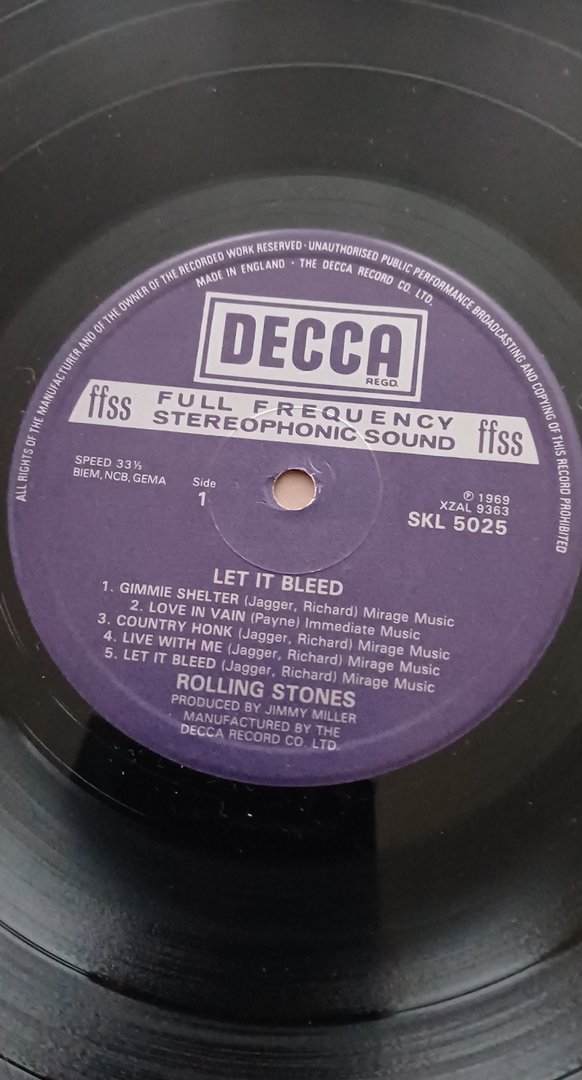 ALL RIGHTS OF THE MANUFACTURER AND OF THE OWNER OF THE RECORDED WORK RESERVED · UNAUTHORISED PUBLIC PERFORMANCE BROADCASTING AND COPYING OF THIS RECORD PROHIBITED
MADE IN ENGLAND · THE DECCA RECORD CO. LTD.
DECCA
REGD.
ffss FULL FREQUENCY ffss
STEREOPHONIC SOUND
SPEED 33⅓
BIEM, NCB, GEMA
Side
1
℗ 1969
XZAL 9363
SKL 5025
LET IT BLEED
1. GIMMIE SHELTER (Jagger, Richard) Mirage Music
2. LOVE IN VAIN (Payne) Immediate Music
3. COUNTRY HONK (Jagger, Richard) Mirage Music
4. LIVE WITH ME (Jagger, Richard) Mirage Music
5. LET IT BLEED (Jagger, Richard) Mirage Music
ROLLING STONES
PRODUCED BY JIMMY MILLER
MANUFACTURED BY THE
DECCA RECORD CO. LTD.